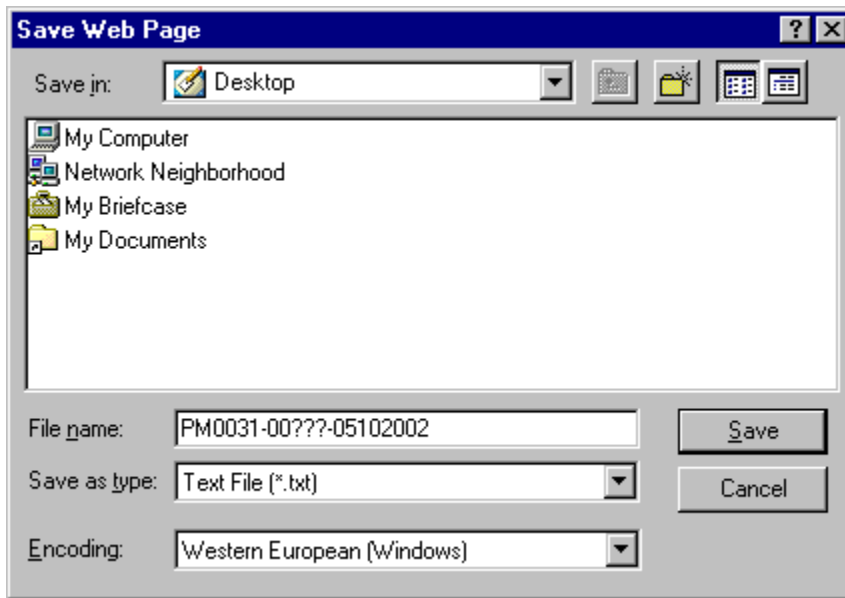 Save Web Page
Save in: Desktop
My Computer
Network Neighborhood
My Briefcase
My Documents
File name: PM0031-00???-05102002 Save
Save as type: Text File (*.txt) Cancel
Encoding: Western European (Windows)